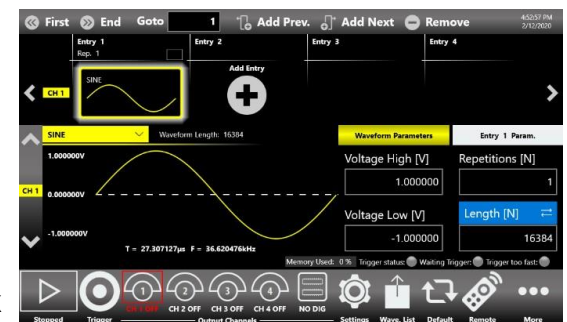 First End Goto 1 Add Prev. Add Next Remove 4:52:57 PM
2/12/2020
Entry 1 Entry 2 Entry 3 Entry 4
Rep. 1
Add Entry
SINE
CH 1
SINE Waveform Length: 16384 Waveform Parameters Entry 1 Param.
1.000000V Voltage High [V] Repetitions [N]
1.000000 1
CH 1 0.000000V
Voltage Low [V] Length [N]
-1.000000V -1.000000 16384
T = 27.307127µs F = 36.620476kHz
Memory Used: 0 % Trigger status: Waiting Trigger: Trigger too fast:
1 2 3 4
CH 1 OFF CH 2 OFF CH 3 OFF CH 4 OFF NO DIG
Stopped Trigger Output Channels Settings Wave. List Default Remote More